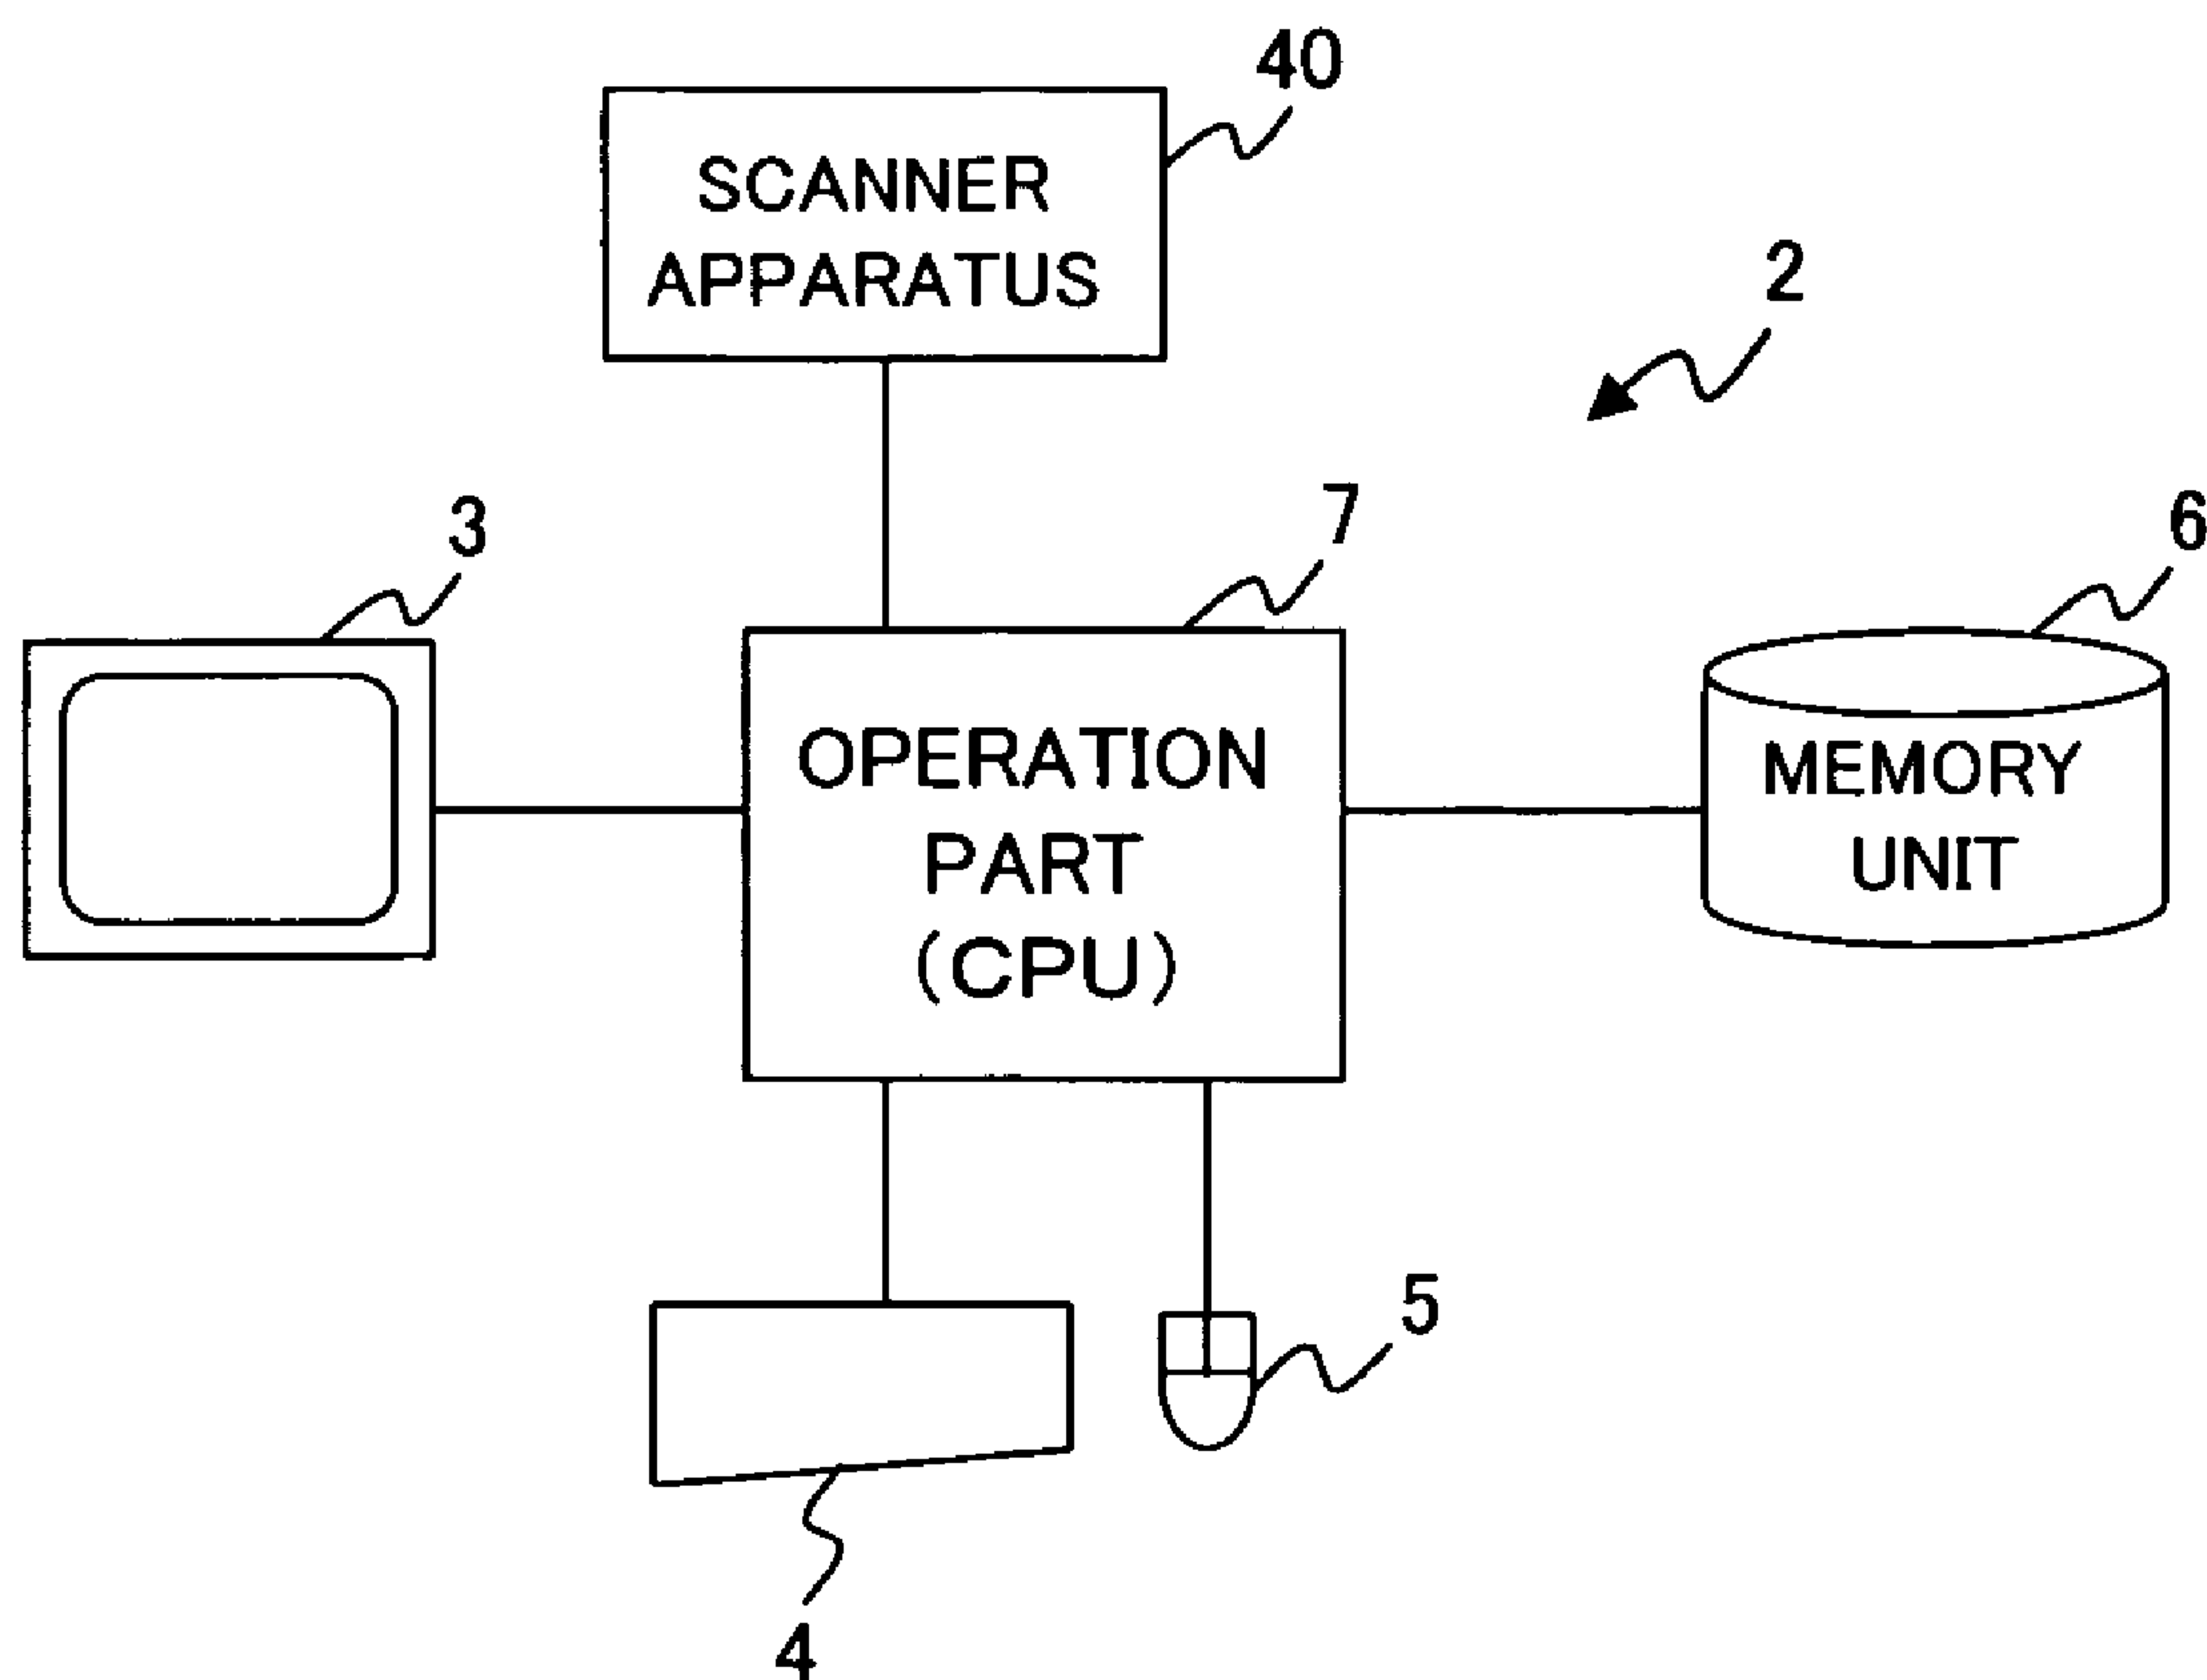 40
SCANNER
APPARATUS
2
3
7
6
OPERATION
PART
(CPU)
MEMORY
UNIT
5
4